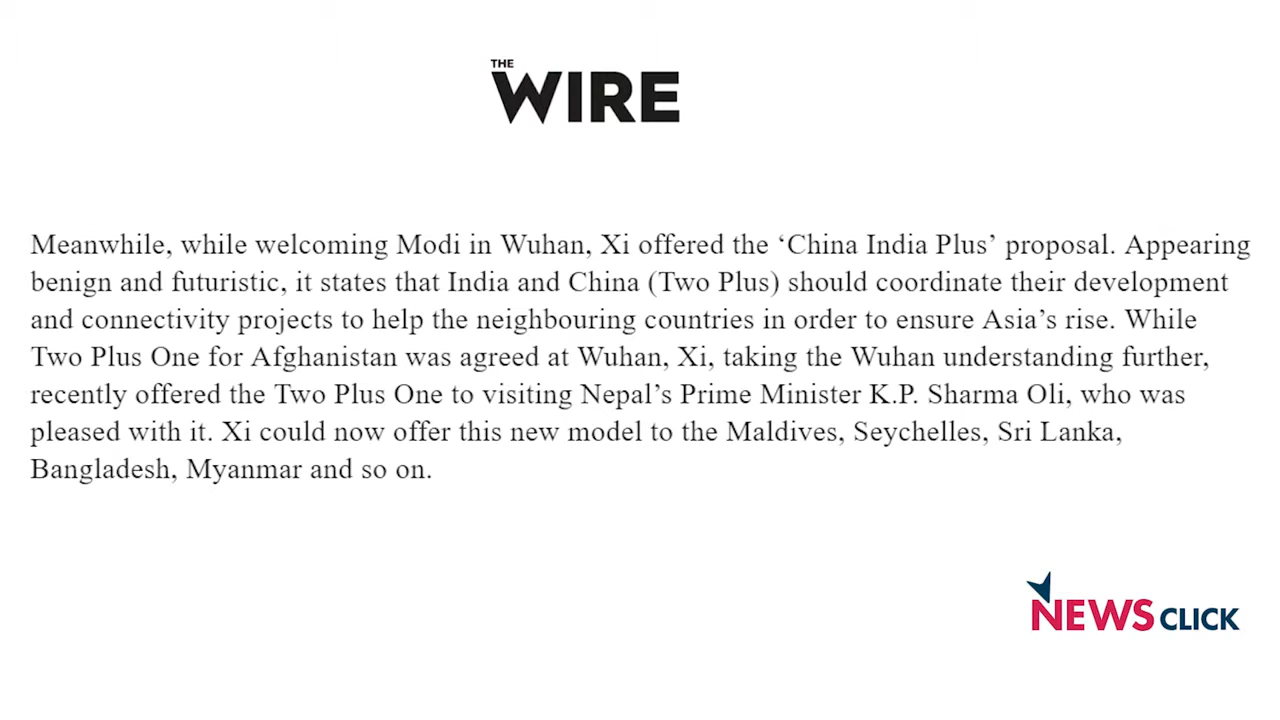 THE
WIRE
Meanwhile, while welcoming Modi in Wuhan, Xi offered the ‘China India Plus’ proposal. Appearing
benign and futuristic, it states that India and China (Two Plus) should coordinate their development
and connectivity projects to help the neighbouring countries in order to ensure Asia’s rise. While
Two Plus One for Afghanistan was agreed at Wuhan, Xi, taking the Wuhan understanding further,
recently offered the Two Plus One to visiting Nepal’s Prime Minister K.P. Sharma Oli, who was
pleased with it. Xi could now offer this new model to the Maldives, Seychelles, Sri Lanka,
Bangladesh, Myanmar and so on.
NEWS CLICK